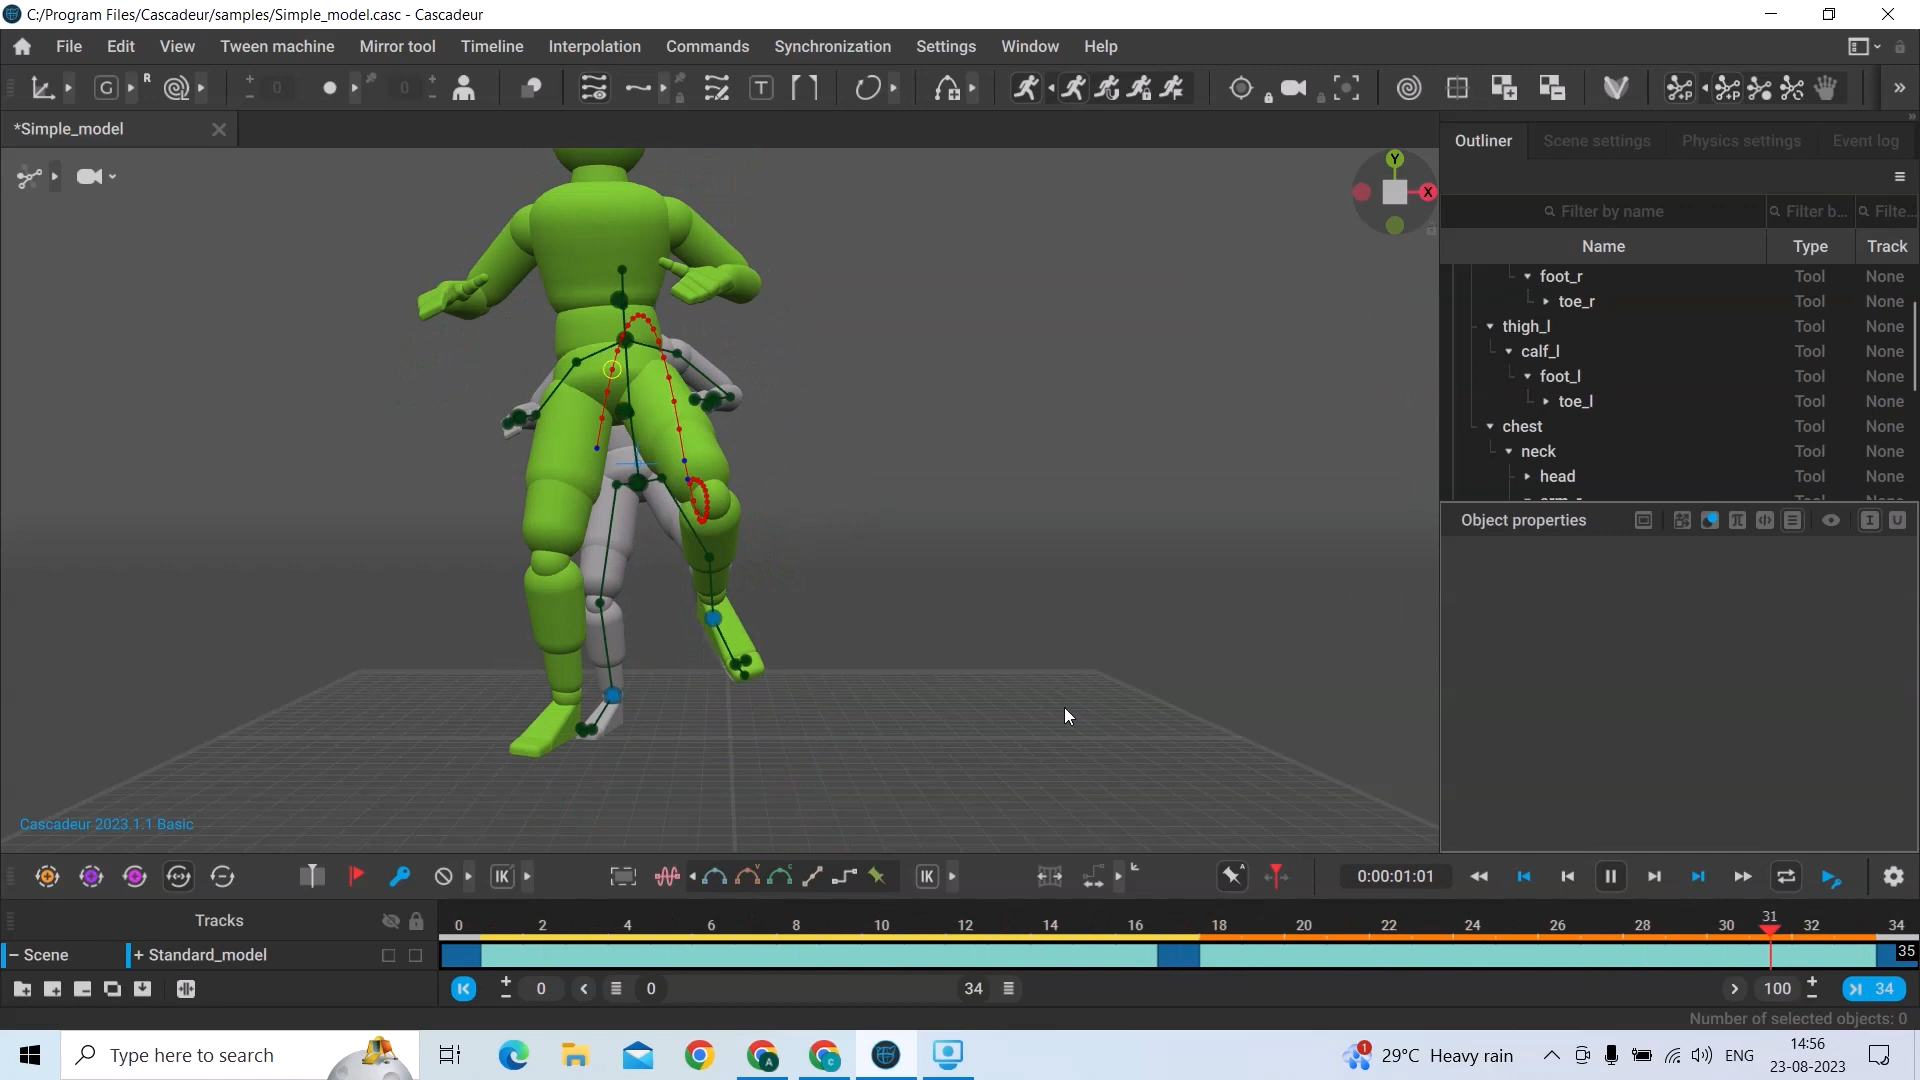 C:/Program Files/Cascadeur/samples/Simple_model.casc - Cascadeur
File Edit View Tween machine Mirror tool Timeline Interpolation Commands Synchronization Settings Window Help
G R 0 0 T
*Simple_model
Outliner Scene settings Physics settings Event log
Y
X
Filter by name Filter b... Filte...
Name Type Track
foot_r Tool None
toe_r Tool None
thigh_l Tool None
calf_l Tool None
foot_l Tool None
toe_l Tool None
chest Tool None
neck Tool None
head Tool None
Object properties
Cascadeur 2023.1.1 Basic
IK IK 0:00:01:01
Tracks
0 2 4 6 8 10 12 14 16 18 20 22 24 26 28 30 31 32 34
Scene Standard_model 35
0 0 34 100 34
Number of selected objects: 0
Type here to search
29°C Heavy rain ENG 14:56
23-08-2023